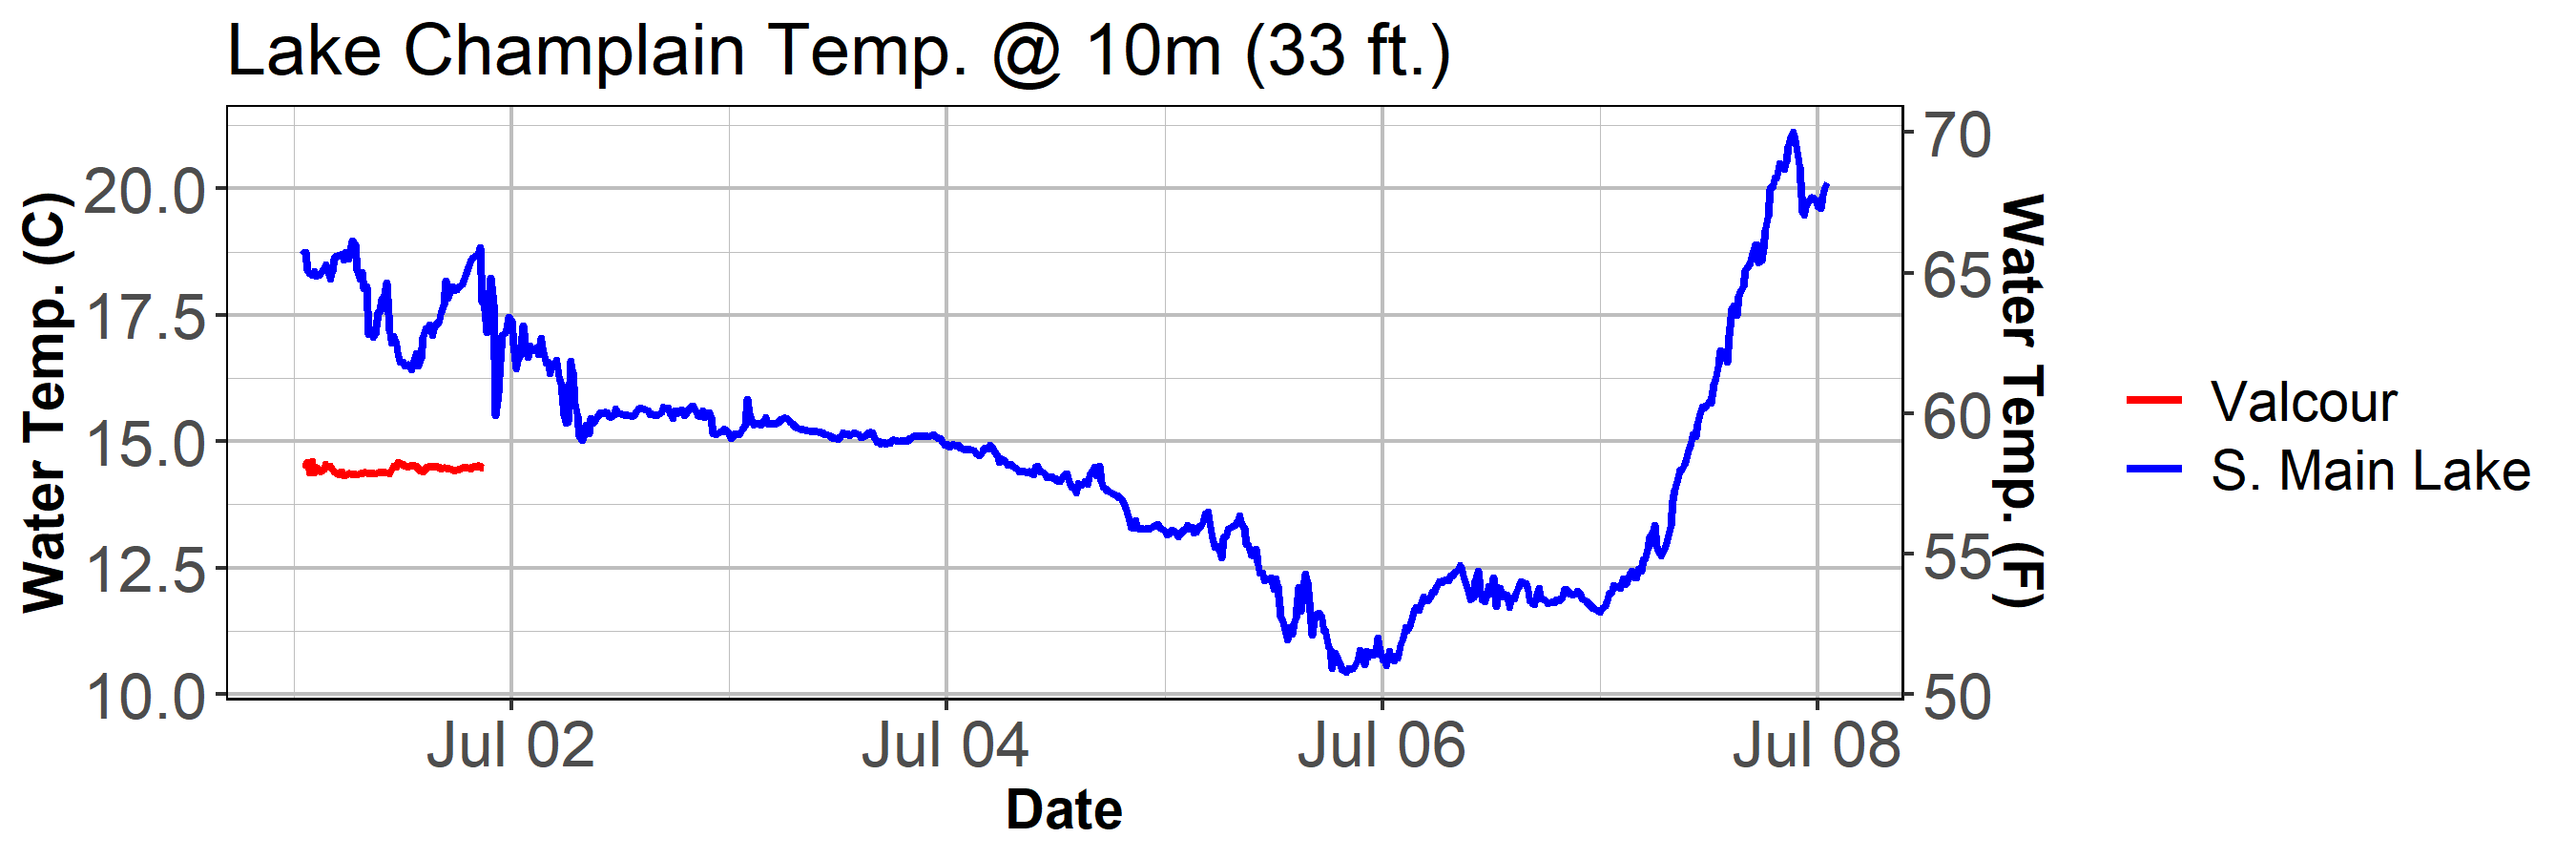 Lake Champlain Temp. @ 10m (33 ft.)
Water Temp. (C)
20.0
17.5
15.0
12.5
10.0
70
65
60
55
50
Water Temp. (F)
Jul 02
Jul 04
Jul 06
Jul 08
Date
Valcour
S. Main Lake